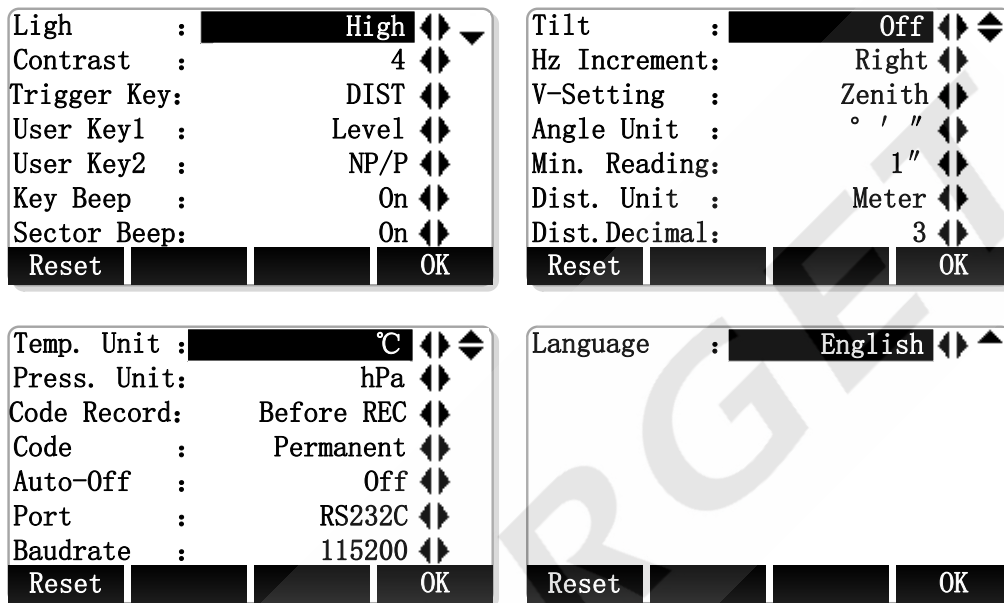 Ligh : High
Contrast : 4
Trigger Key: DIST
User Key1 : Level
User Key2 : NP/P
Key Beep : On
Sector Beep: On
Reset OK
Tilt : Off
Hz Increment: Right
V-Setting : Zenith
Angle Unit : ° ′ ″
Min. Reading: 1″
Dist. Unit : Meter
Dist.Decimal: 3
Reset OK
Temp. Unit : ℃
Press. Unit: hPa
Code Record: Before REC
Code : Permanent
Auto-Off : Off
Port : RS232C
Baudrate : 115200
Reset OK
Language : English
Reset OK
RGET